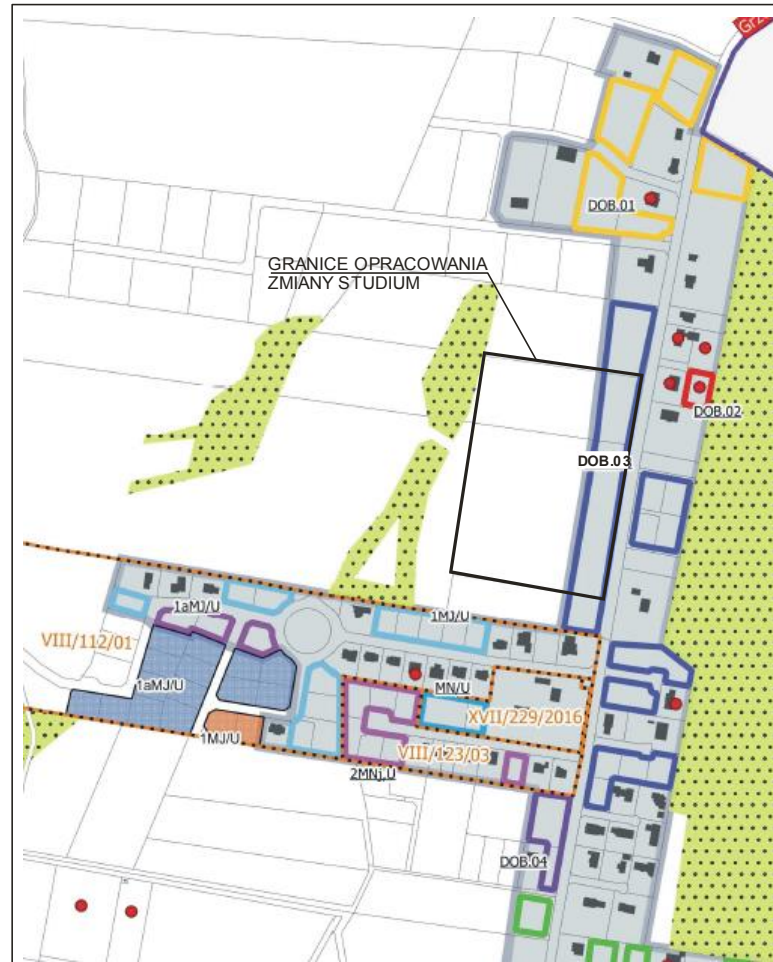 DOB.01
GRANICE OPRACOWANIA
ZMIANY STUDIUM
DOB.02
DOB.03
1aMJ/U
1MJ/U
VIII/112/01
MN/U
1aMJ/U
XVII/229/2016
1MJ/U
VIII/123/03
2MNj,U
DOB.04